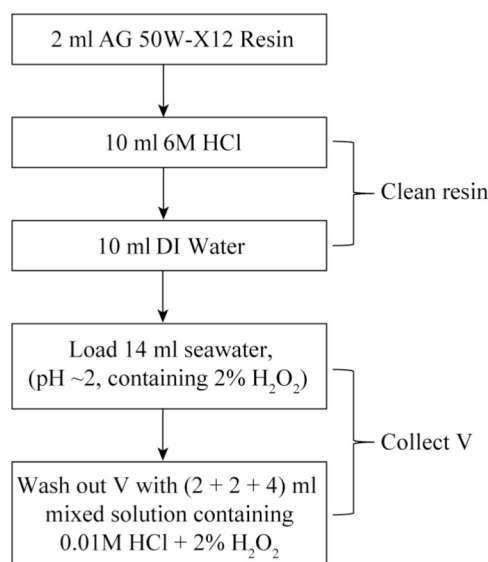 2 ml AG 50W-X12 Resin
10 ml 6M HCl
Clean resin
10 ml DI Water
Load 14 ml seawater,
(pH ~2, containing 2% H₂O₂)
Collect V
Wash out V with (2 + 2 + 4) ml
mixed solution containing
0.01M HCl + 2% H₂O₂